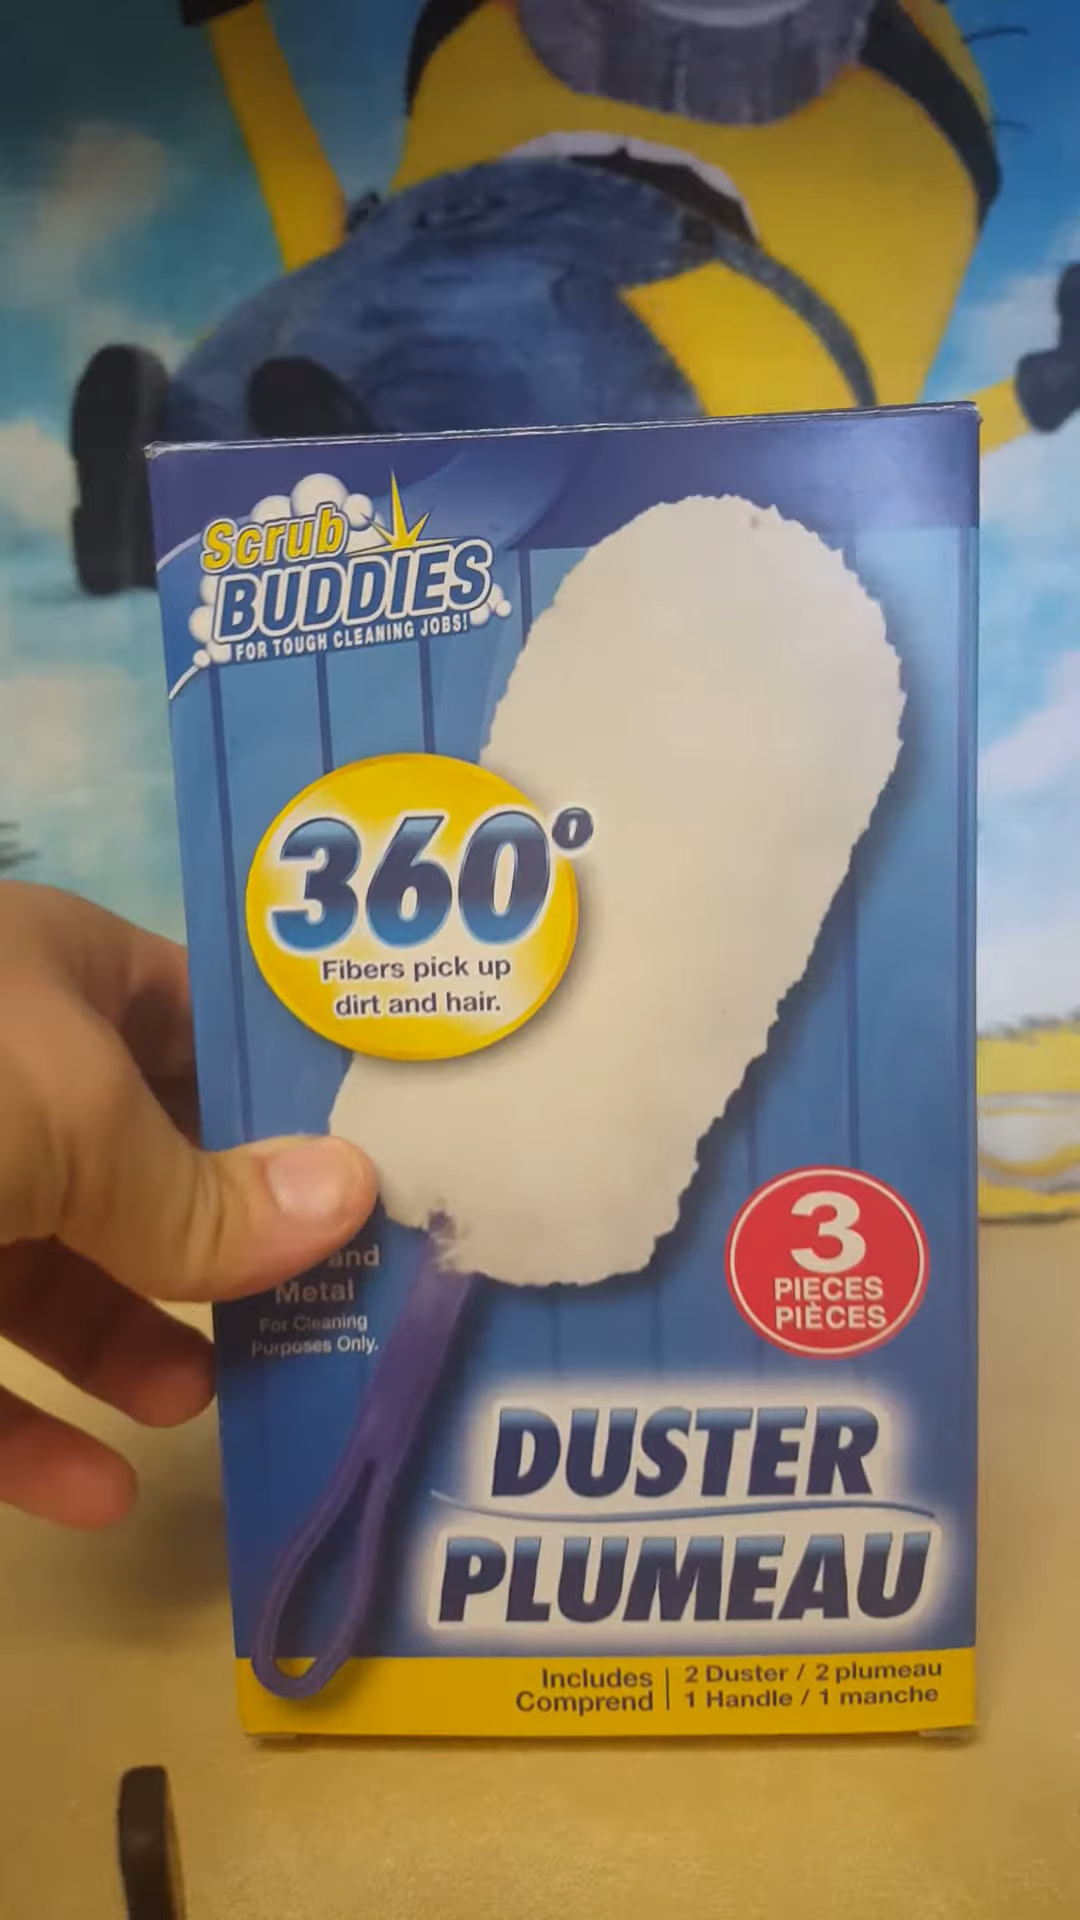 Scrub
BUDDIES
FOR TOUGH CLEANING JOBS!
360°
Fibers pick up
dirt and hair.
and
Metal
For Cleaning
Purposes Only.
3
PIECES
PIÈCES
DUSTER
PLUMEAU
Includes | 2 Duster / 2 plumeau
Comprend | 1 Handle / 1 manche